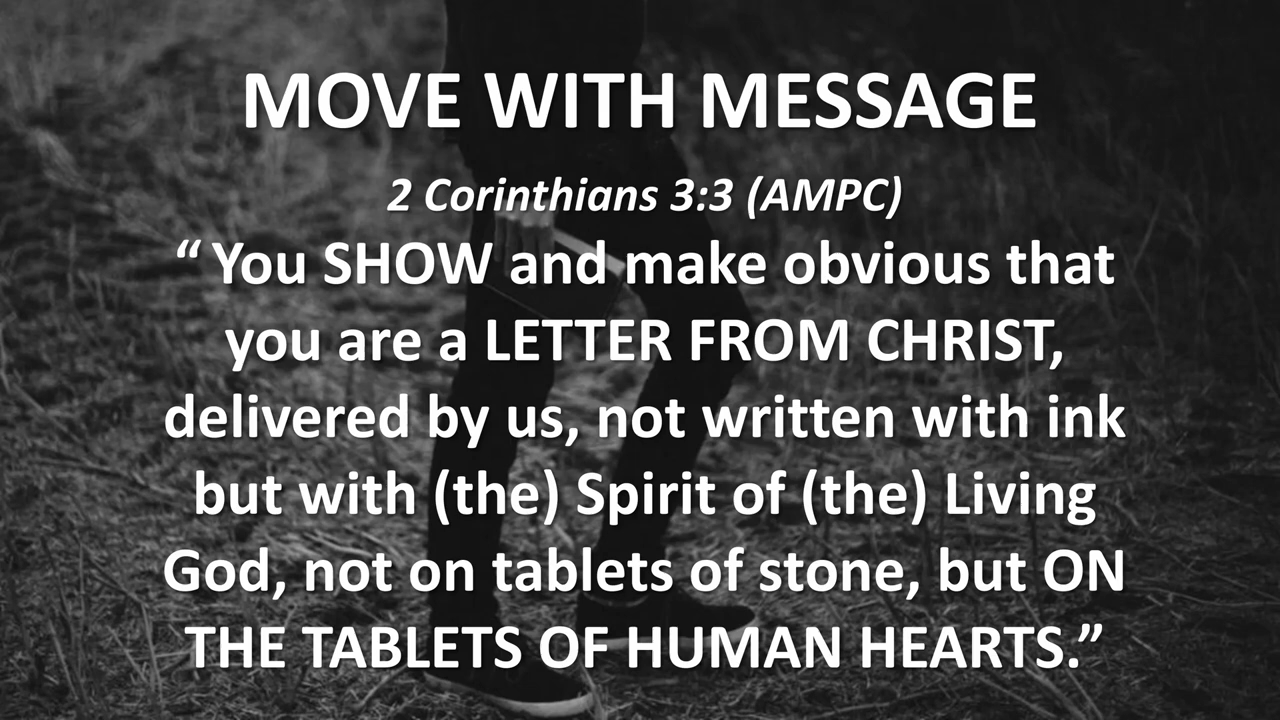 MOVE WITH MESSAGE
2 Corinthians 3:3 (AMPC)
“ You SHOW and make obvious that
you are a LETTER FROM CHRIST,
delivered by us, not written with ink
but with (the) Spirit of (the) Living
God, not on tablets of stone, but ON
THE TABLETS OF HUMAN HEARTS.”